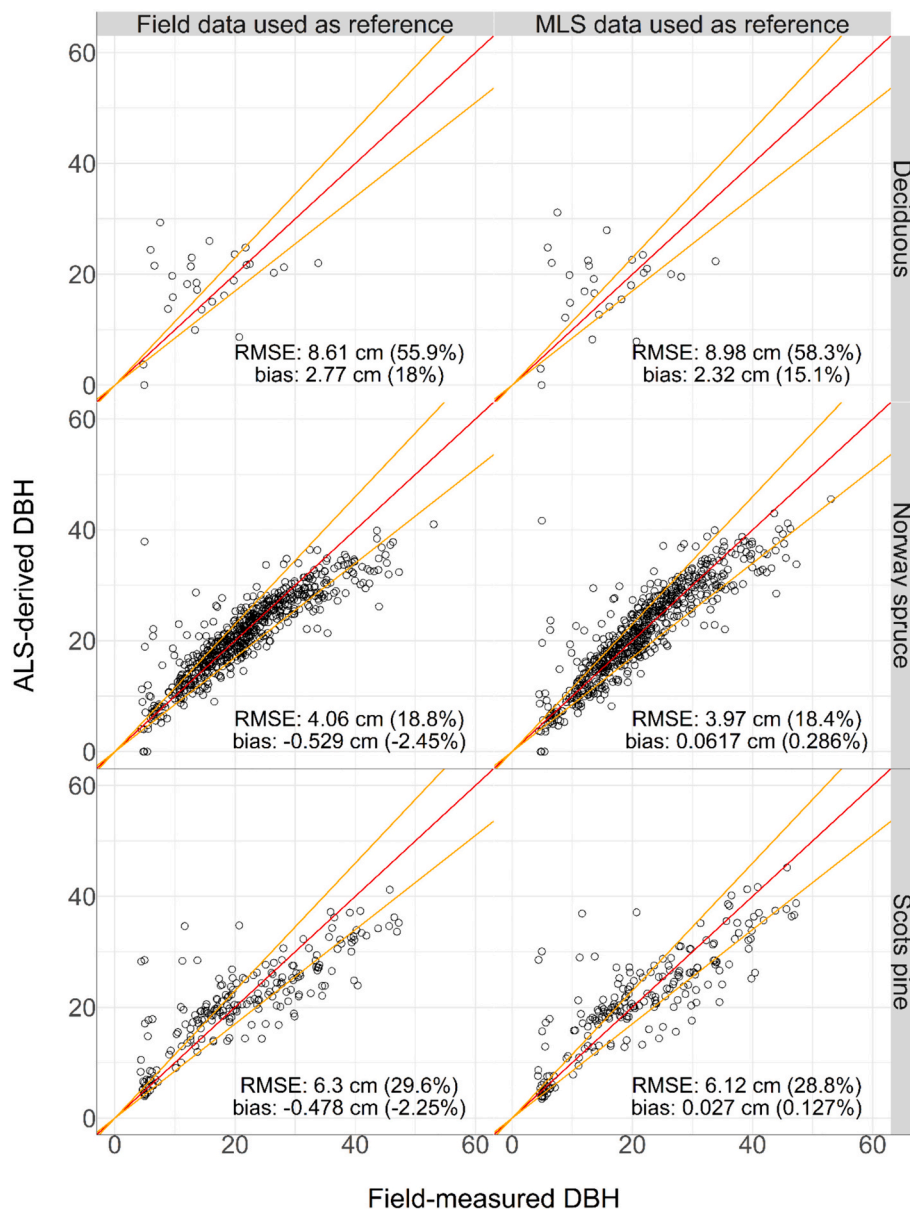 Field data used as reference
MLS data used as reference
60
40
20
0
Deciduous
RMSE: 8.61 cm (55.9%)
bias: 2.77 cm (18%)
RMSE: 8.98 cm (58.3%)
bias: 2.32 cm (15.1%)
60
40
20
0
Norway spruce
ALS-derived DBH
RMSE: 4.06 cm (18.8%)
bias: -0.529 cm (-2.45%)
RMSE: 3.97 cm (18.4%)
bias: 0.0617 cm (0.286%)
60
40
20
0
Scots pine
RMSE: 6.3 cm (29.6%)
bias: -0.478 cm (-2.25%)
RMSE: 6.12 cm (28.8%)
bias: 0.027 cm (0.127%)
0 20 40 60
0 20 40 60
Field-measured DBH